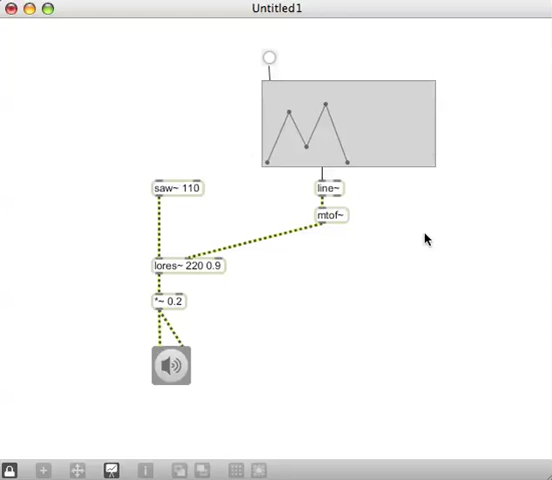 Untitled1
saw~ 110
line~
mtof~
lores~ 220 0.9
*~ 0.2